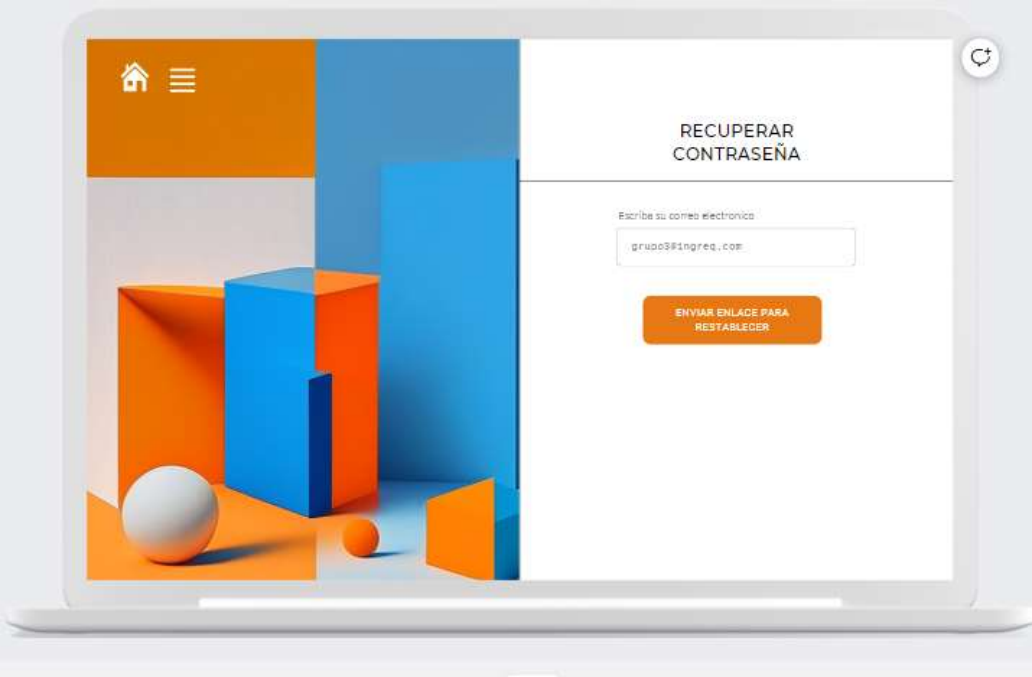 RECUPERAR
CONTRASEÑA
Escriba su correo electronico
grupo3@ingreq.com
ENVIAR ENLACE PARA
RESTABLECER